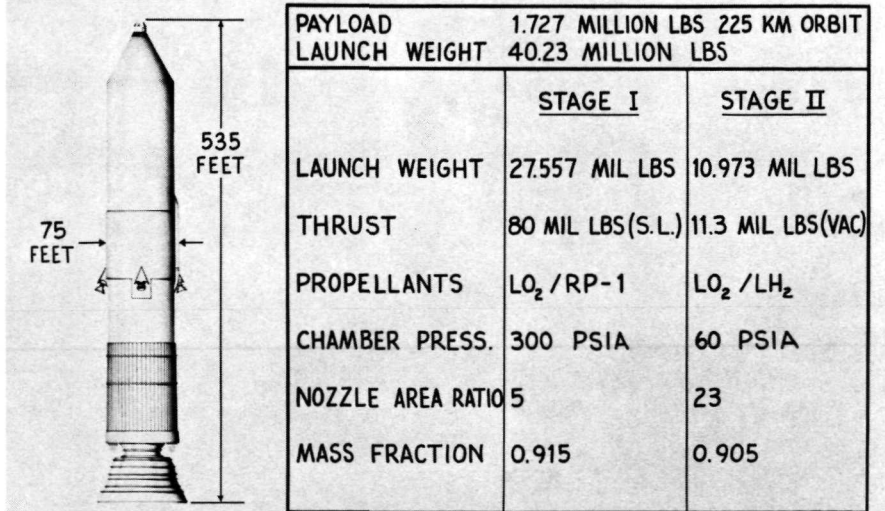 535
FEET
75
FEET
PAYLOAD 1.727 MILLION LBS 225 KM ORBIT
LAUNCH WEIGHT 40.23 MILLION LBS
STAGE I STAGE II
LAUNCH WEIGHT 27.557 MIL LBS 10.973 MIL LBS
THRUST 80 MIL LBS (S.L.) 11.3 MIL LBS (VAC)
PROPELLANTS LO₂/RP-1 LO₂/LH₂
CHAMBER PRESS. 300 PSIA 60 PSIA
NOZZLE AREA RATIO 5 23
MASS FRACTION 0.915 0.905